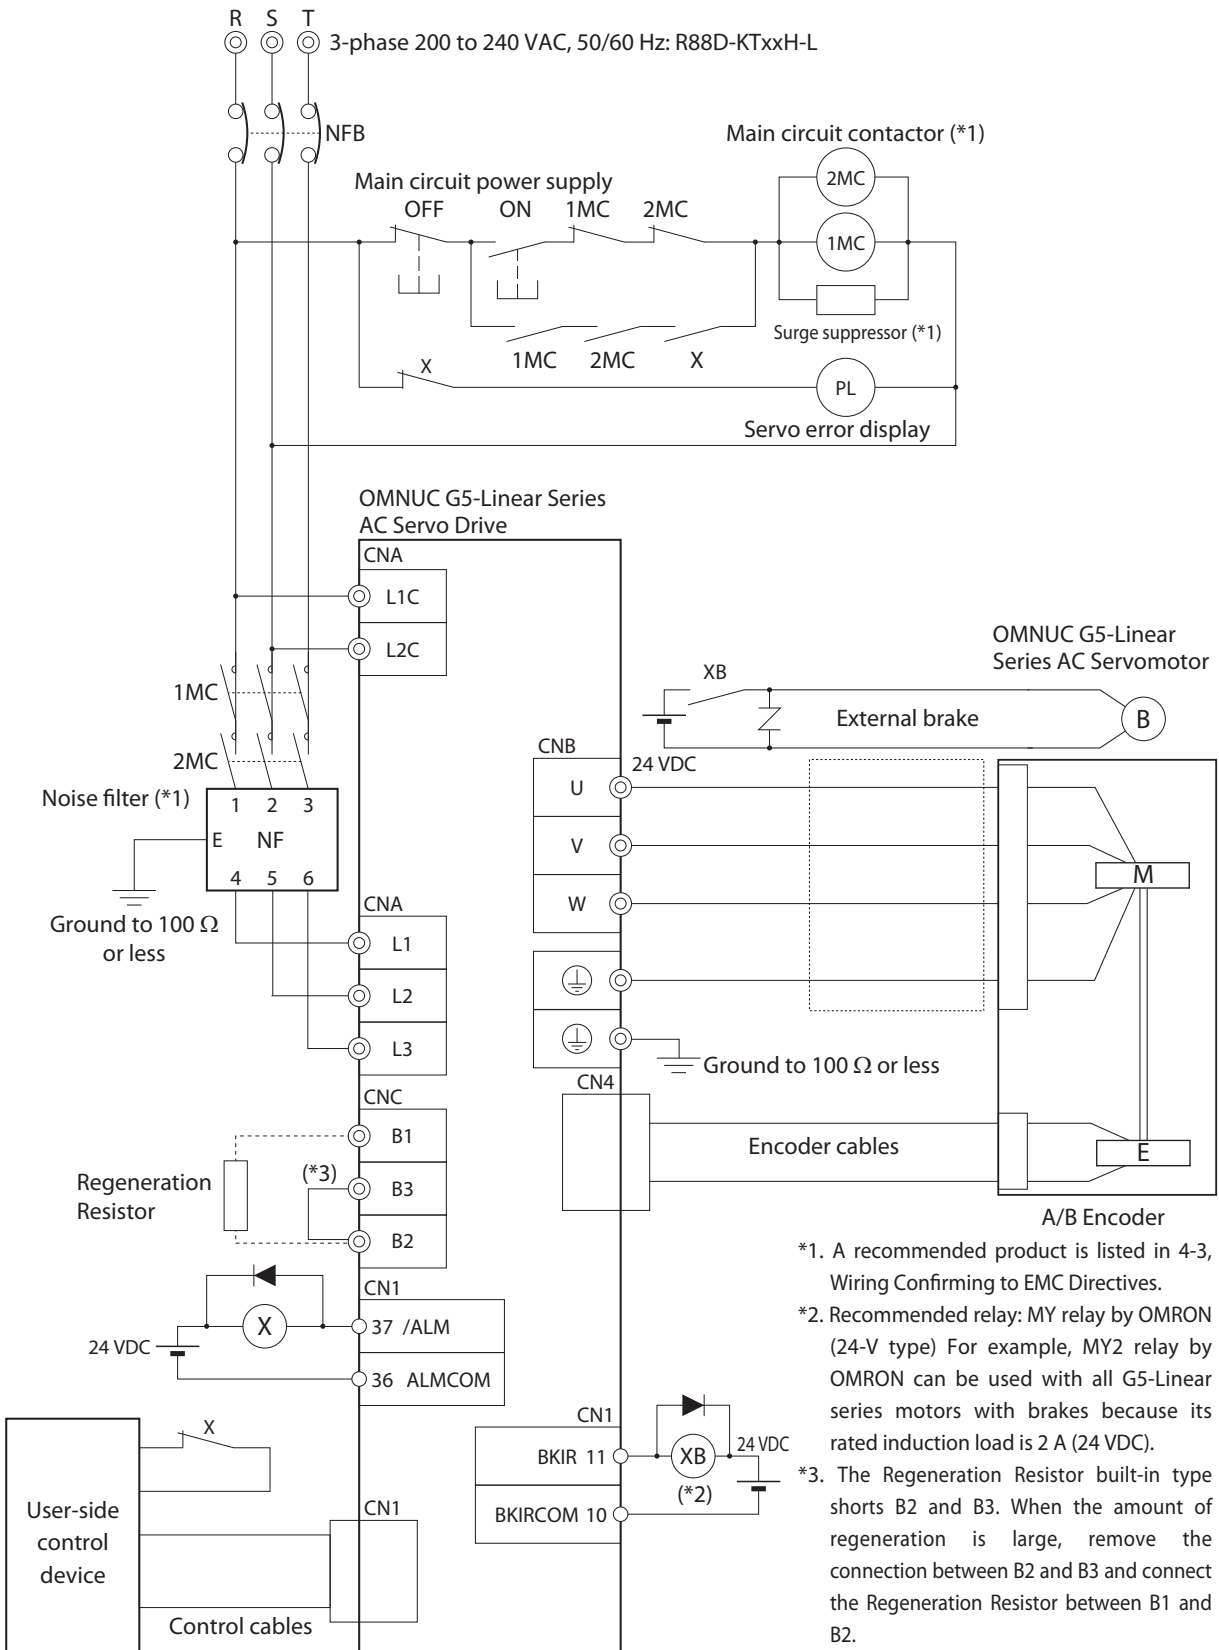 R S T
3-phase 200 to 240 VAC, 50/60 Hz: R88D-KTxxH-L
NFB
Main circuit contactor (*1)
2MC
Main circuit power supply
OFF ON 1MC 2MC
1MC
Surge suppressor (*1)
1MC 2MC X
X
PL
Servo error display
OMNUC G5-Linear Series
AC Servo Drive
CNA
L1C
L2C
OMNUC G5-Linear
Series AC Servomotor
1MC
XB
External brake
B
2MC
CNB
24 VDC
U
Noise filter (*1)
1 2 3
E NF
4 5 6
V
M
W
Ground to 100 Ω
or less
CNA
L1
L2
L3
Ground to 100 Ω or less
CN4
CNC
B1
Encoder cables
E
Regeneration
Resistor
(*3)
B3
B2
A/B Encoder
CN1
X
37 /ALM
24 VDC
36 ALMCOM
CN1
BKIR 11
XB
24 VDC
(*2)
BKIRCOM 10
X
User-side
control
device
CN1
Control cables
*1. A recommended product is listed in 4-3,
Wiring Confirming to EMC Directives.
*2. Recommended relay: MY relay by OMRON
(24-V type) For example, MY2 relay by
OMRON can be used with all G5-Linear
series motors with brakes because its
rated induction load is 2 A (24 VDC).
*3. The Regeneration Resistor built-in type
shorts B2 and B3. When the amount of
regeneration is large, remove the
connection between B2 and B3 and connect
the Regeneration Resistor between B1 and
B2.